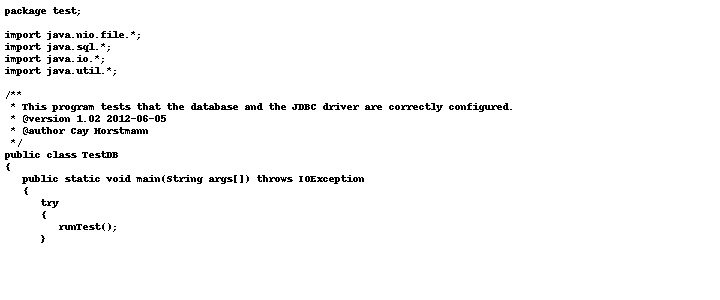 package test;

import java.nio.file.*;
import java.sql.*;
import java.io.*;
import java.util.*;

/**
 * This program tests that the database and the JDBC driver are correctly configured.
 * @version 1.02 2012-06-05
 * @author Cay Horstmann
 */
public class TestDB
{
   public static void main(String args[]) throws IOException
   {
      try
      {
         runTest();
      }